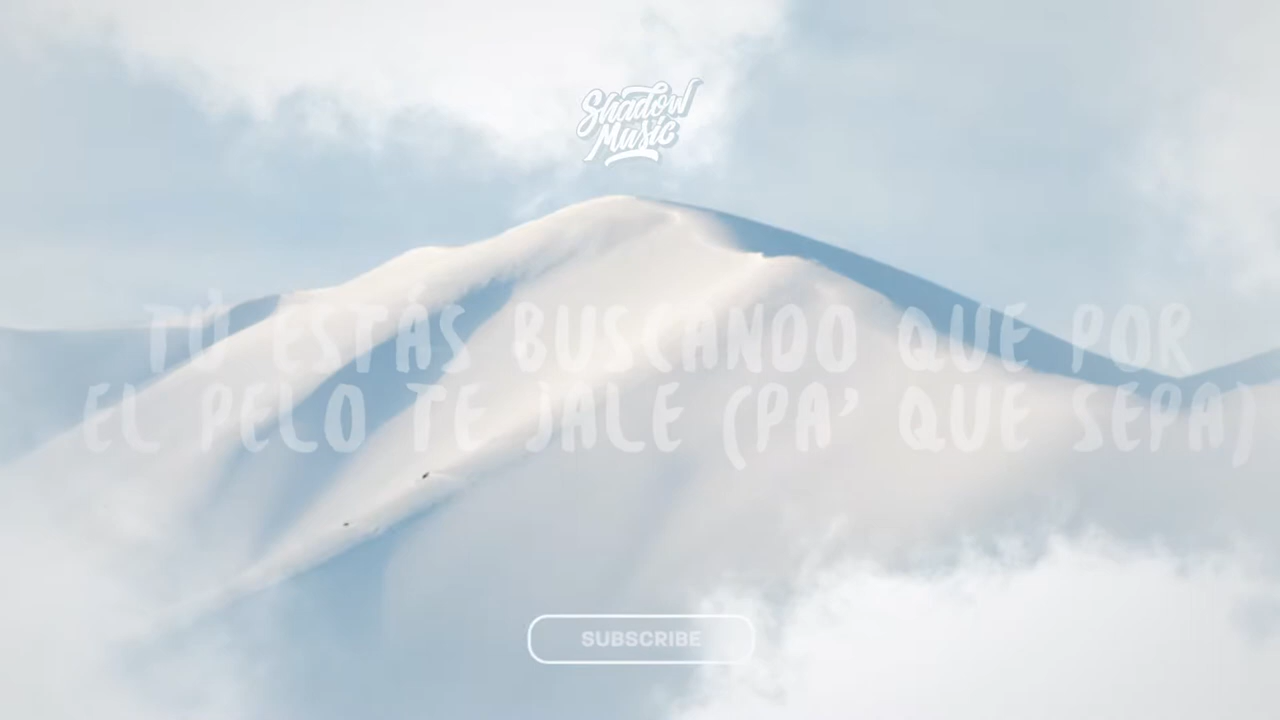 Shadow
Music
TÚ ESTÁS BUSCANDO QUE POR
EL PELO TE JALE (PA' QUE SEPA)
SUBSCRIBE